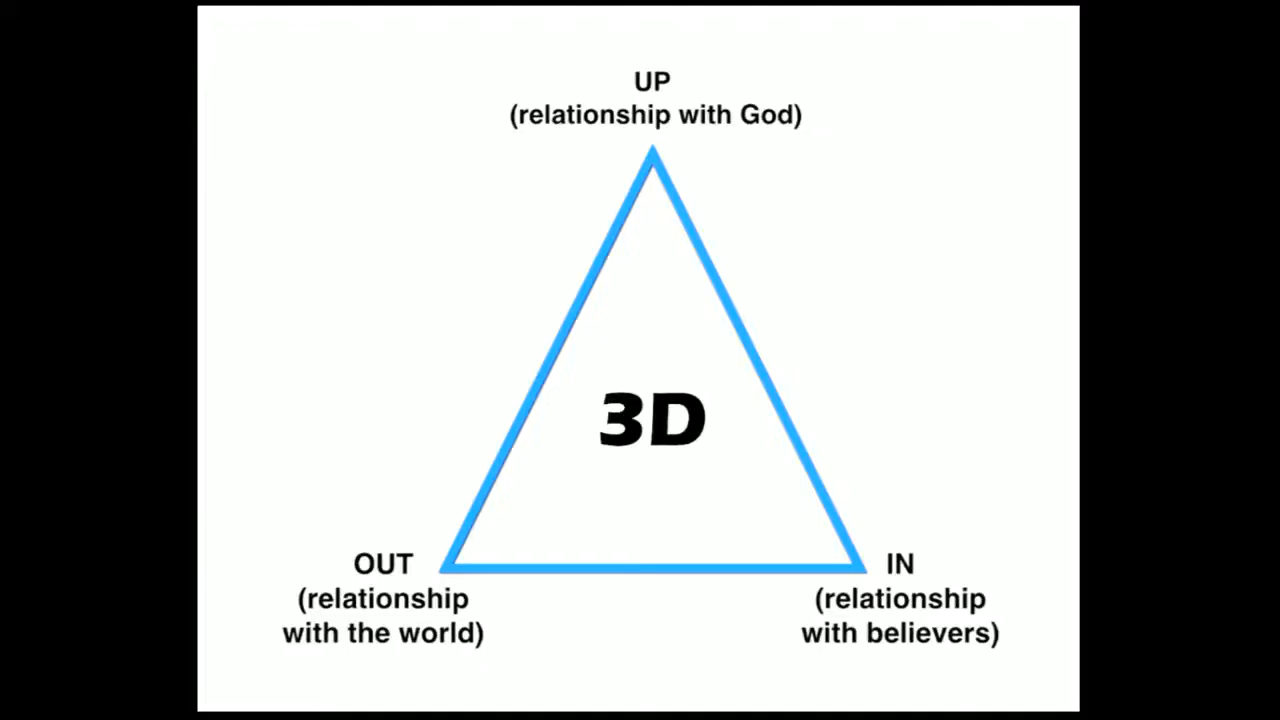 UP
(relationship with God)
3D
OUT
(relationship
with the world)
IN
(relationship
with believers)